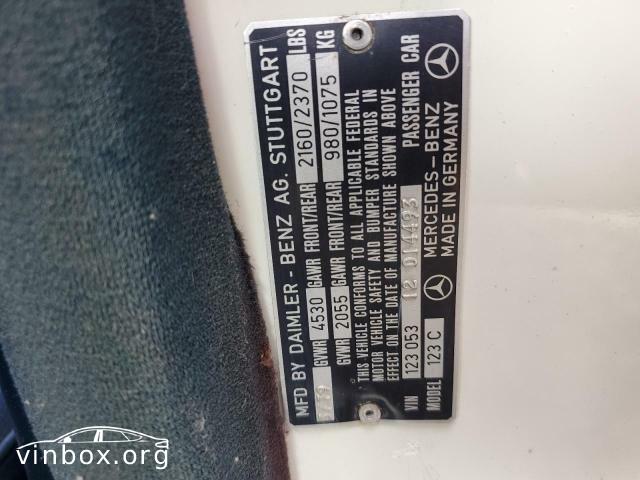 MFD BY DAIMLER-BENZ AG. STUTTGART
GVWR 4530 GAWR FRONT/REAR 2160/2370 LBS
GVWR 2055 GAWR FRONT/REAR 980/1075 KG
THIS VEHICLE CONFORMS TO ALL APPLICABLE FEDERAL
MOTOR VEHICLE SAFETY AND BUMPER STANDARDS IN
EFFECT ON THE DATE OF MANUFACTURE SHOWN ABOVE
VIN 123 053 12 014493 PASSENGER CAR
MODEL 123 C MERCEDES-BENZ
MADE IN GERMANY
vinbox.org